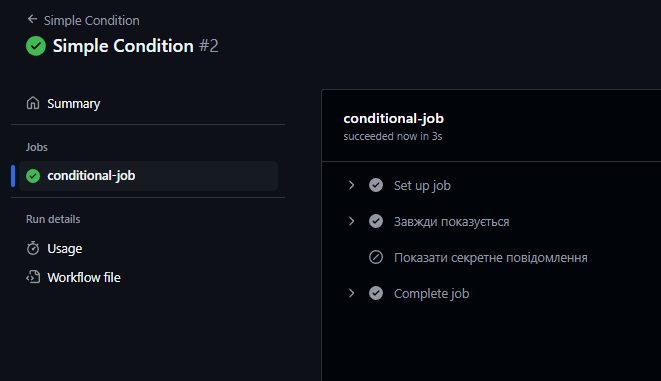 Simple Condition
Simple Condition #2
Summary
Jobs
conditional-job
Run details
Usage
Workflow file
conditional-job
succeeded now in 3s
Set up job
Завжди показується
Показати секретне повідомлення
Complete job